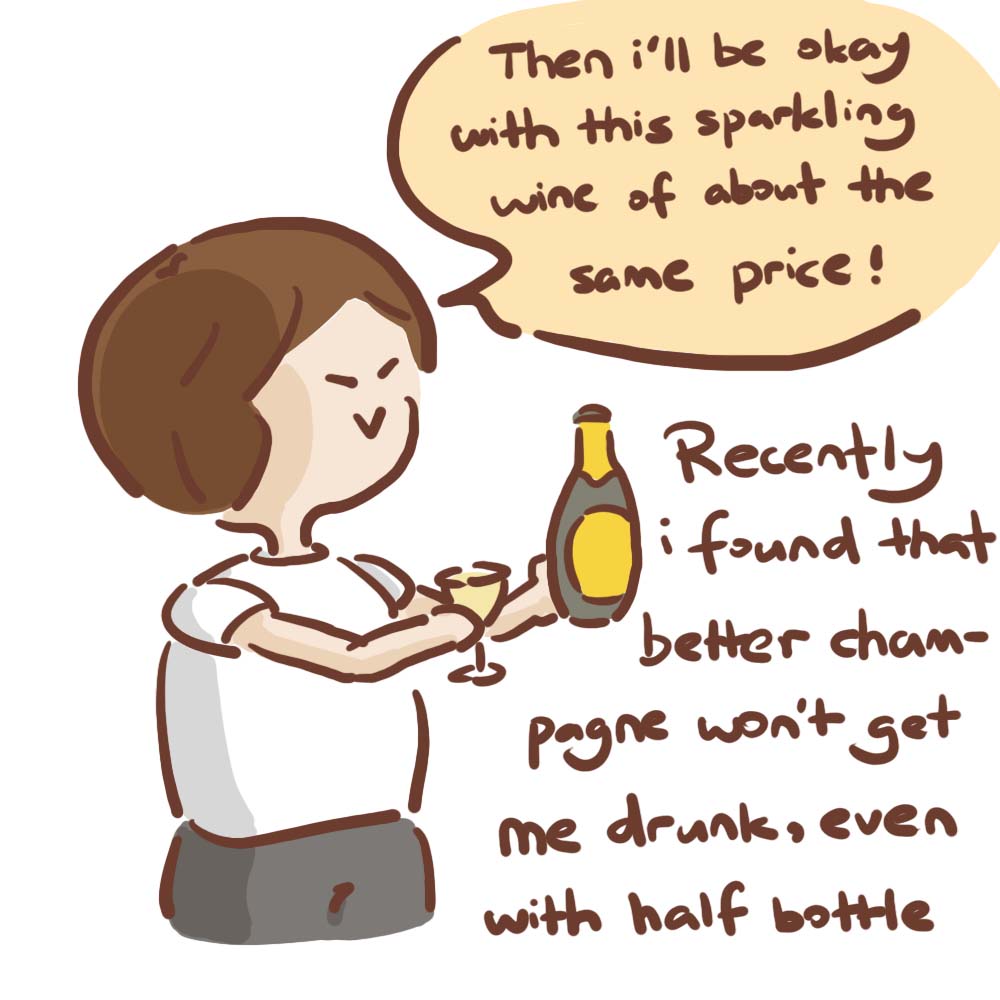 Then i'll be okay
with this sparkling
wine of about the
same price!
Recently
i found that
better cham-
pagne won't get
me drunk, even
with half bottle